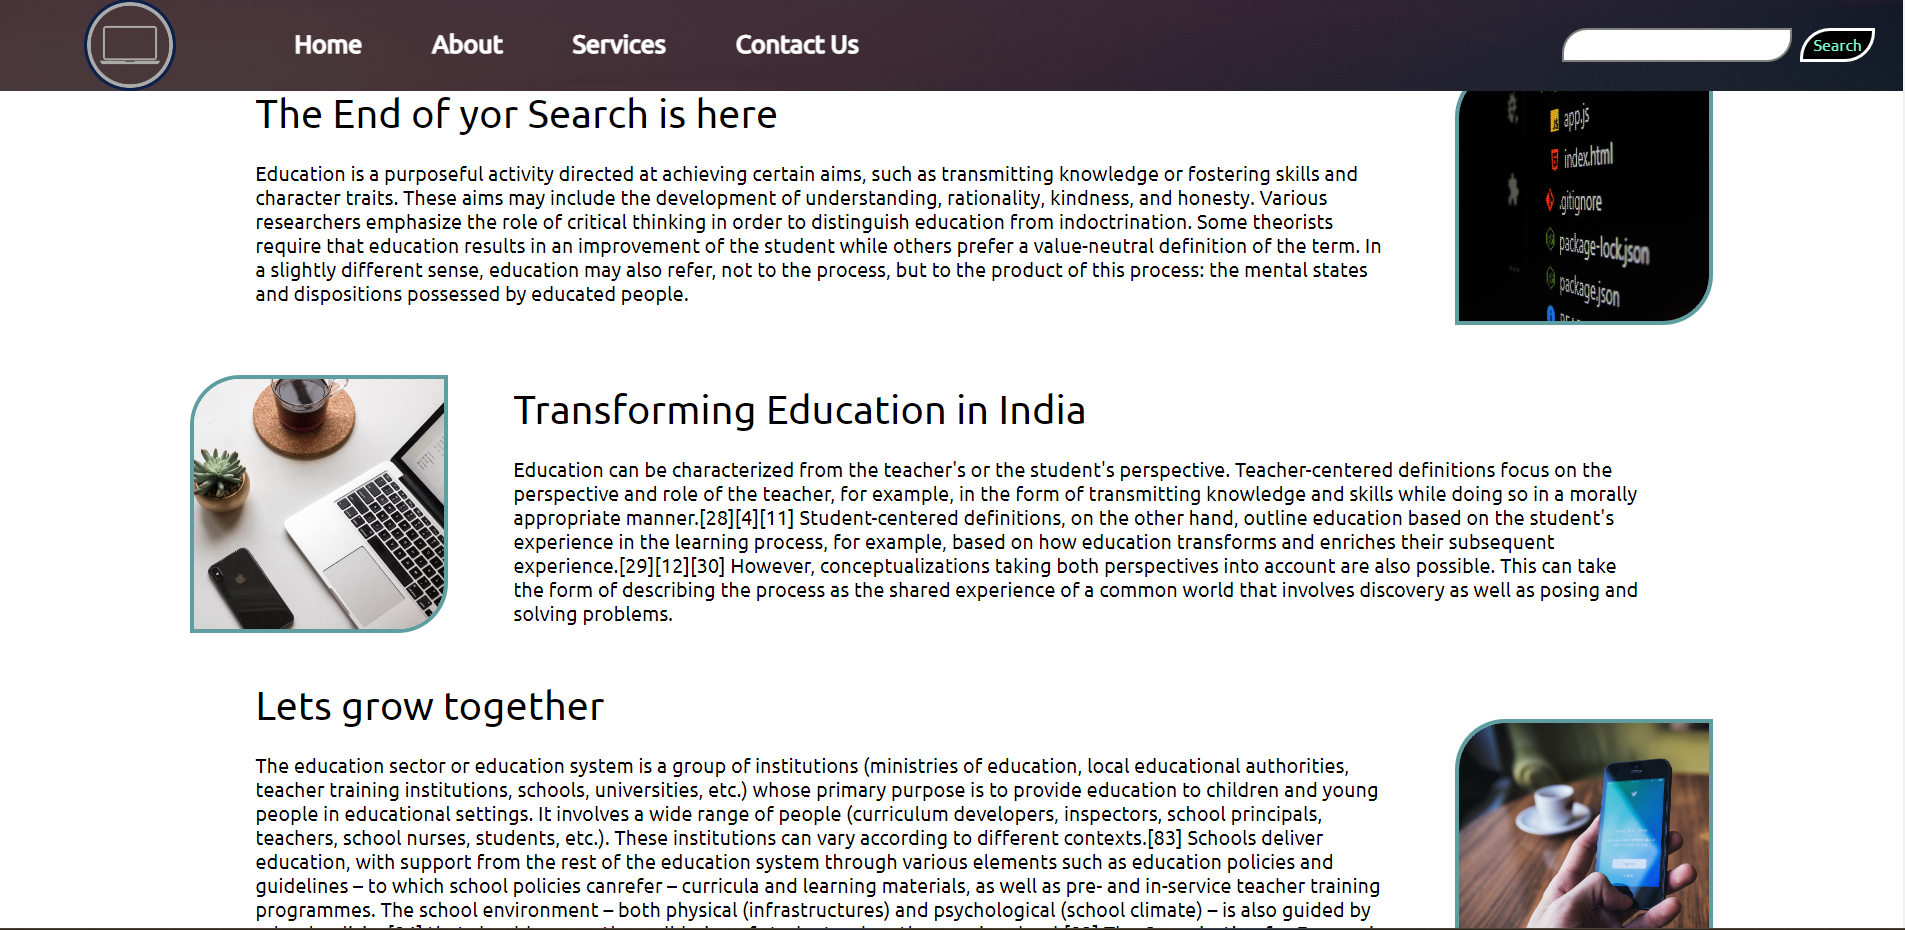 Home About Services Contact Us Search
The End of yor Search is here
Education is a purposeful activity directed at achieving certain aims, such as transmitting knowledge or fostering skills and
character traits. These aims may include the development of understanding, rationality, kindness, and honesty. Various
researchers emphasize the role of critical thinking in order to distinguish education from indoctrination. Some theorists
require that education results in an improvement of the student while others prefer a value-neutral definition of the term. In
a slightly different sense, education may also refer, not to the process, but to the product of this process: the mental states
and dispositions possessed by educated people.
app.js
index.html
.gitignore
package-lock.json
package.json
Transforming Education in India
Education can be characterized from the teacher's or the student's perspective. Teacher-centered definitions focus on the
perspective and role of the teacher, for example, in the form of transmitting knowledge and skills while doing so in a morally
appropriate manner.[28][4][11] Student-centered definitions, on the other hand, outline education based on the student's
experience in the learning process, for example, based on how education transforms and enriches their subsequent
experience.[29][12][30] However, conceptualizations taking both perspectives into account are also possible. This can take
the form of describing the process as the shared experience of a common world that involves discovery as well as posing and
solving problems.
Lets grow together
The education sector or education system is a group of institutions (ministries of education, local educational authorities,
teacher training institutions, schools, universities, etc.) whose primary purpose is to provide education to children and young
people in educational settings. It involves a wide range of people (curriculum developers, inspectors, school principals,
teachers, school nurses, students, etc.). These institutions can vary according to different contexts.[83] Schools deliver
education, with support from the rest of the education system through various elements such as education policies and
guidelines – to which school policies canrefer – curricula and learning materials, as well as pre- and in-service teacher training
programmes. The school environment – both physical (infrastructures) and psychological (school climate) – is also guided by